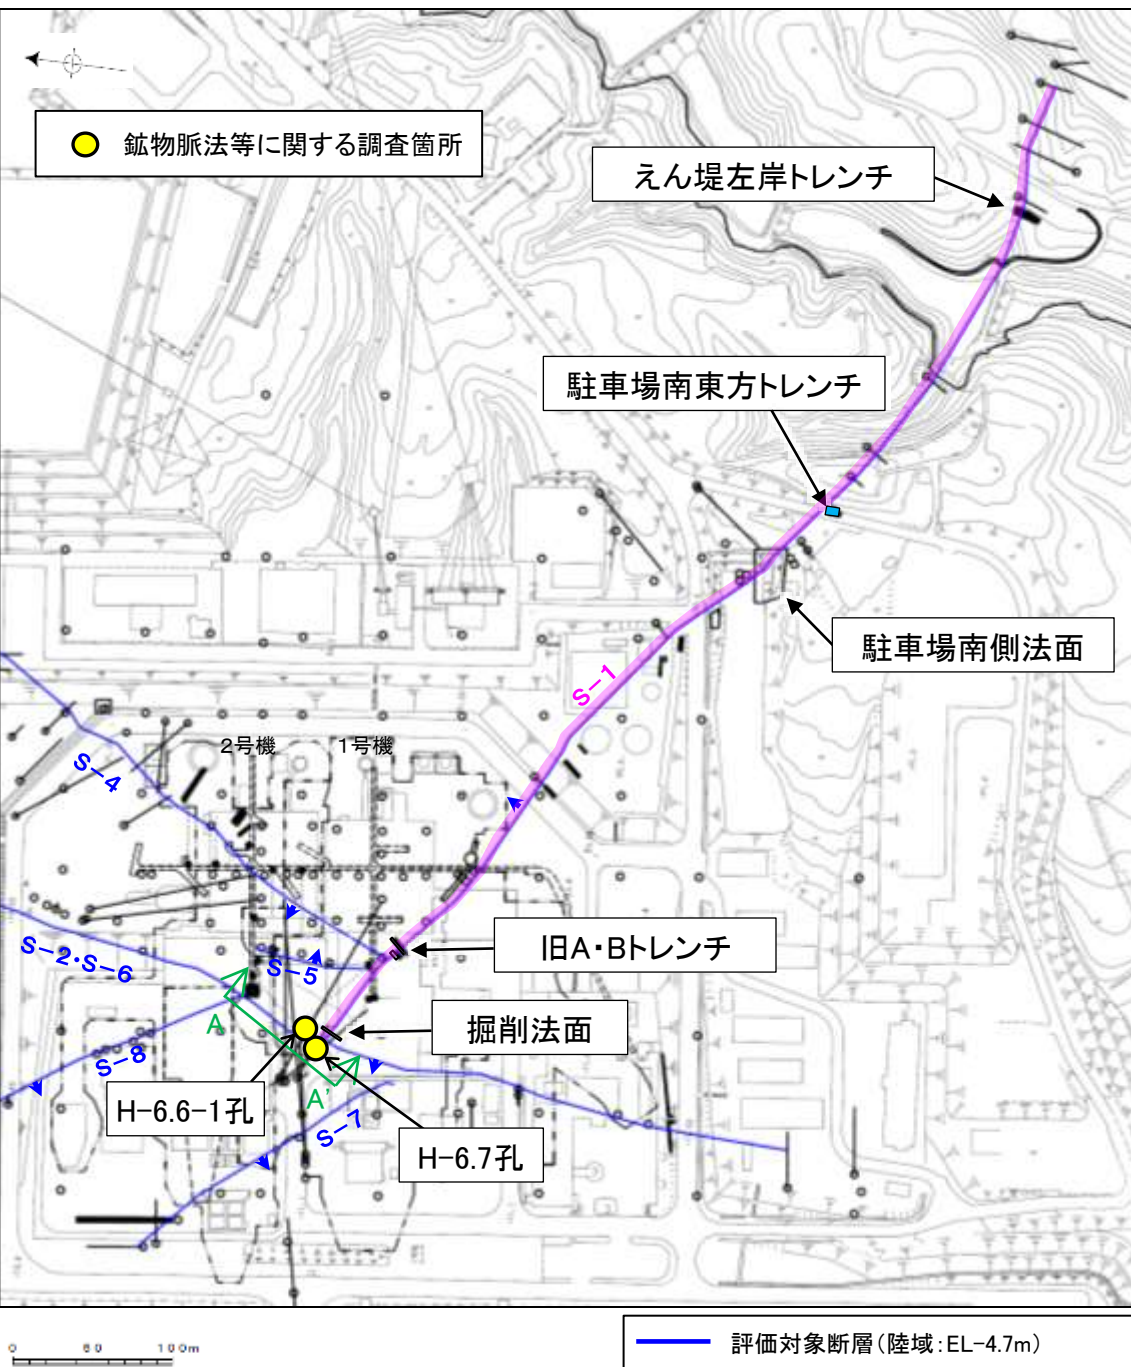 鉱物脈法等に関する調査箇所
えん堤左岸トレンチ
駐車場南東方トレンチ
駐車場南側法面
S-1
2号機
1号機
S-4
旧A・Bトレンチ
S-2・S-6
S-5
A
掘削法面
S-8
H-6.6-1孔
A'
S-7
H-6.7孔
0
100m
評価対象断層(陸域:EL-4.7m)